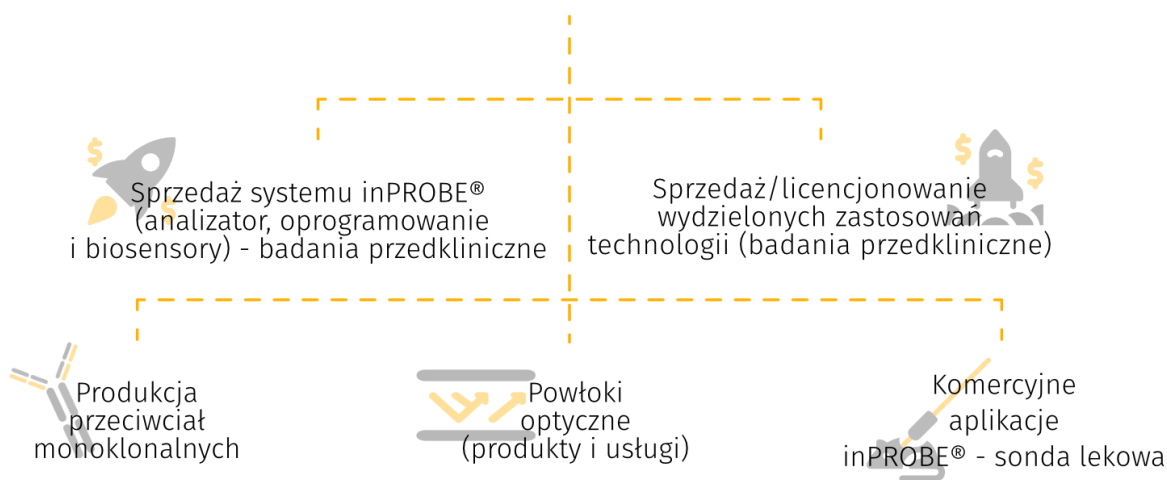 Sprzedaż systemu inPROBE®
(analizator, oprogramowanie
i biosensory) - badania przedkliniczne
Sprzedaż/licencjonowanie
wydzielonych zastosowań
technologii (badania przedkliniczne)
Produkcja
przeciwciał
monoklonalnych
Powłoki
optyczne
(produkty i usługi)
Komercyjne
aplikacje
inPROBE® - sonda lekowa